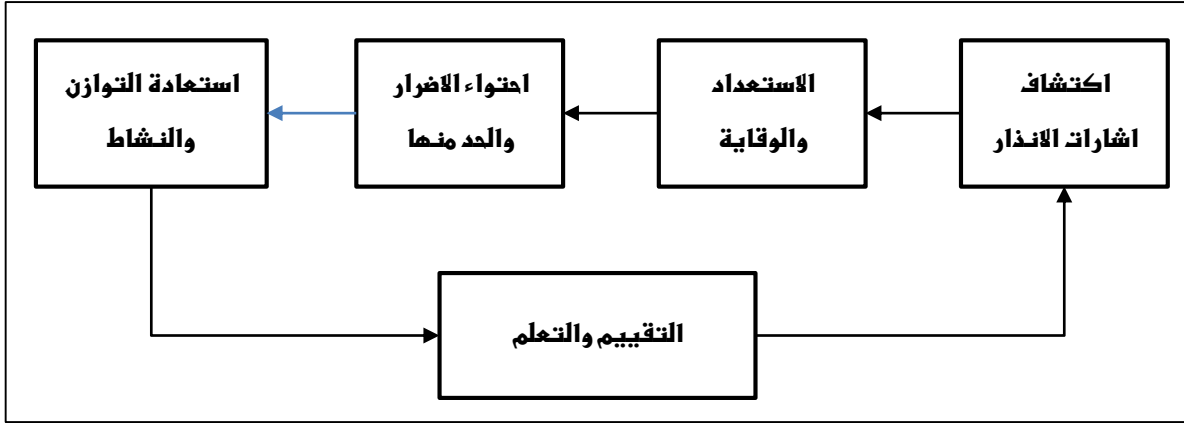 اكتشاف
اشارات الانذار
الاستعداد
والوقاية
احتواء الاضرار
والحد منها
استعادة التوازن
والنشاط
التقييم والتعلم